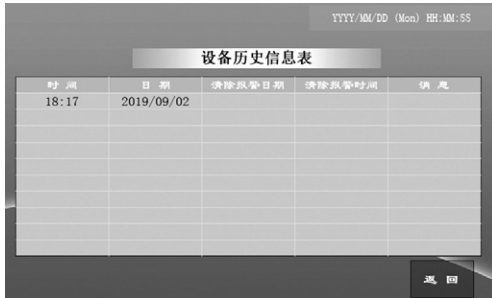 YYYY/MM/DD (Mon) HH:MM:SS
设备历史信息表
时 间 日 期 清除报警日期 清除报警时间 消 息
18:17 2019/09/02
返 回